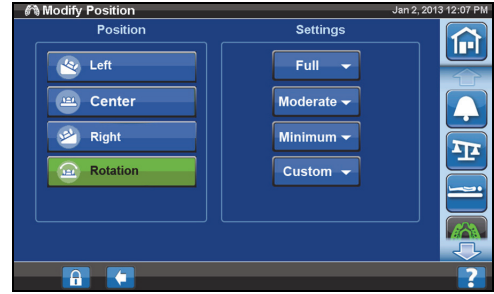 Modify Position
Jan 2, 2013 12:07 PM
Position
Settings
Left
Full
Center
Moderate
Right
Minimum
Rotation
Custom
?